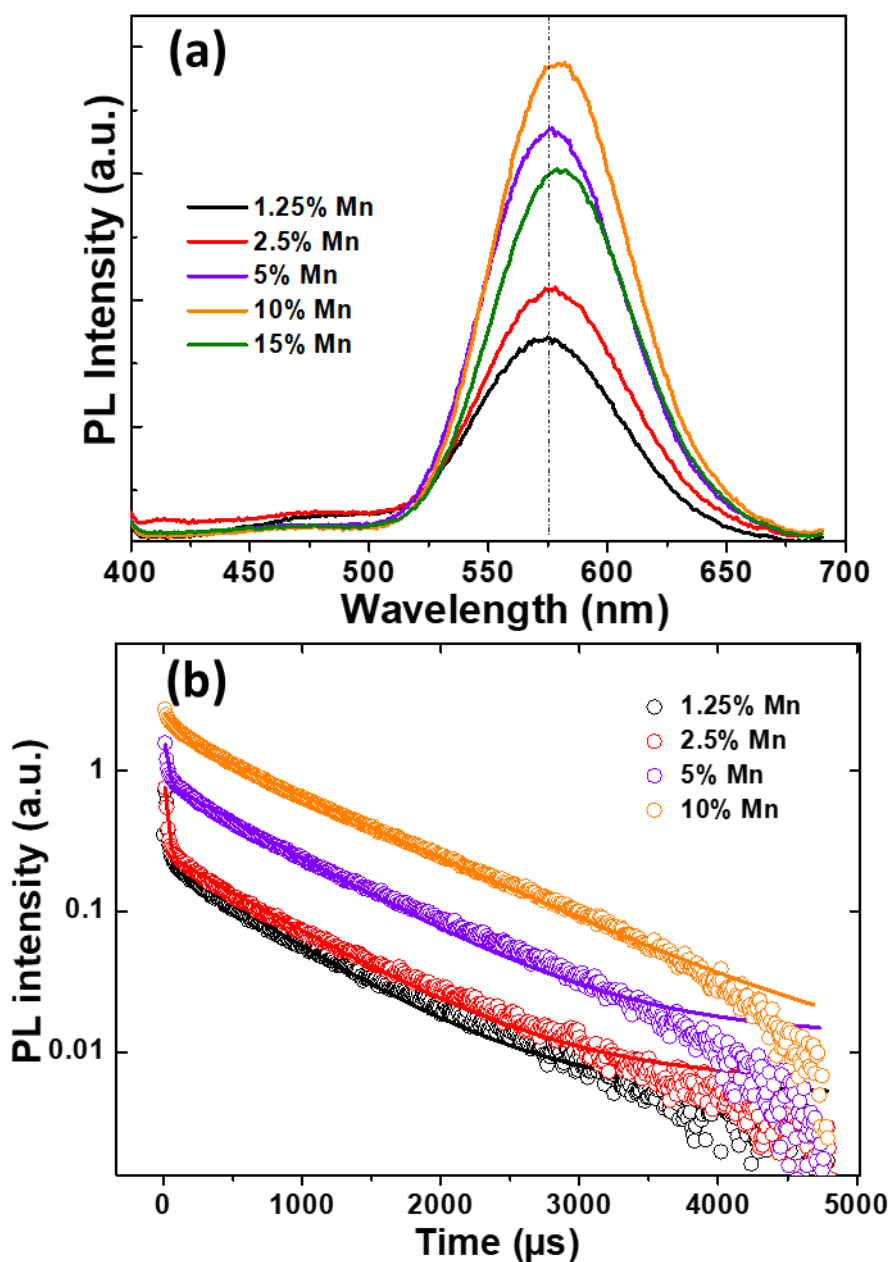 (a)
PL Intensity (a.u.)
1.25% Mn
2.5% Mn
5% Mn
10% Mn
15% Mn
400 450 500 550 600 650 700
Wavelength (nm)
(b)
PL intensity (a.u.)
1.25% Mn
2.5% Mn
5% Mn
10% Mn
1
0.1
0.01
0 1000 2000 3000 4000 5000
Time (µs)